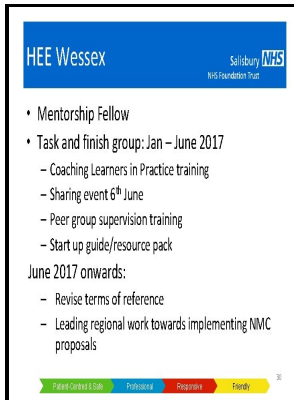 HEE Wessex
Salisbury NHS
NHS Foundation Trust
• Mentorship Fellow
• Task and finish group: Jan – June 2017
– Coaching Learners in Practice training
– Sharing event 6th June
– Peer group supervision training
– Start up guide/resource pack
June 2017 onwards:
– Revise terms of reference
– Leading regional work towards implementing NMC
proposals
30
Patient-Centred & Safe Professional Responsive Friendly